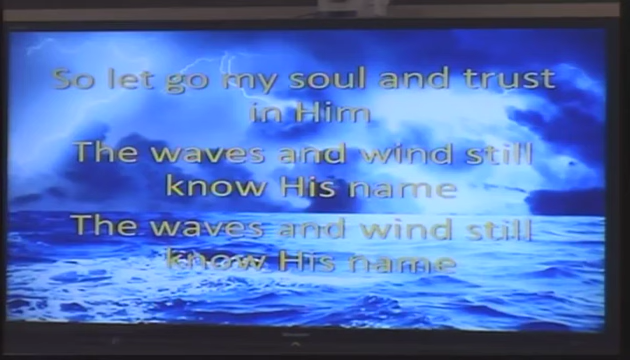 So let go my soul and trust
in Him
The waves and wind still
know His name
The waves and wind still
know His name